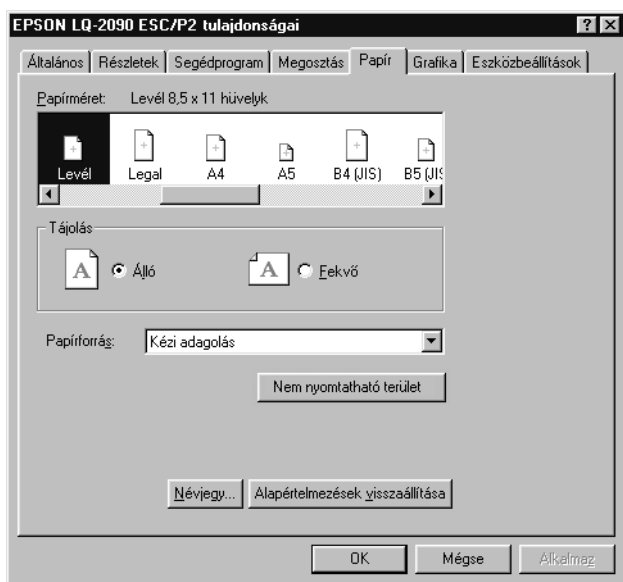 EPSON LQ-2090 ESC/P2 tulajdonságai
Általános Részletek Segédprogram Megosztás Papír Grafika Eszközbeállítások
Papírméret: Levél 8,5 x 11 hüvelyk
Levél Legal A4 A5 B4 (JIS) B5 (JIS
Tájolás
A Álló A Fekvő
Papírforrás: Kézi adagolás
Nem nyomtatható terület
Névjegy... Alapértelmezések visszaállítása
OK Mégse Alkalmaz